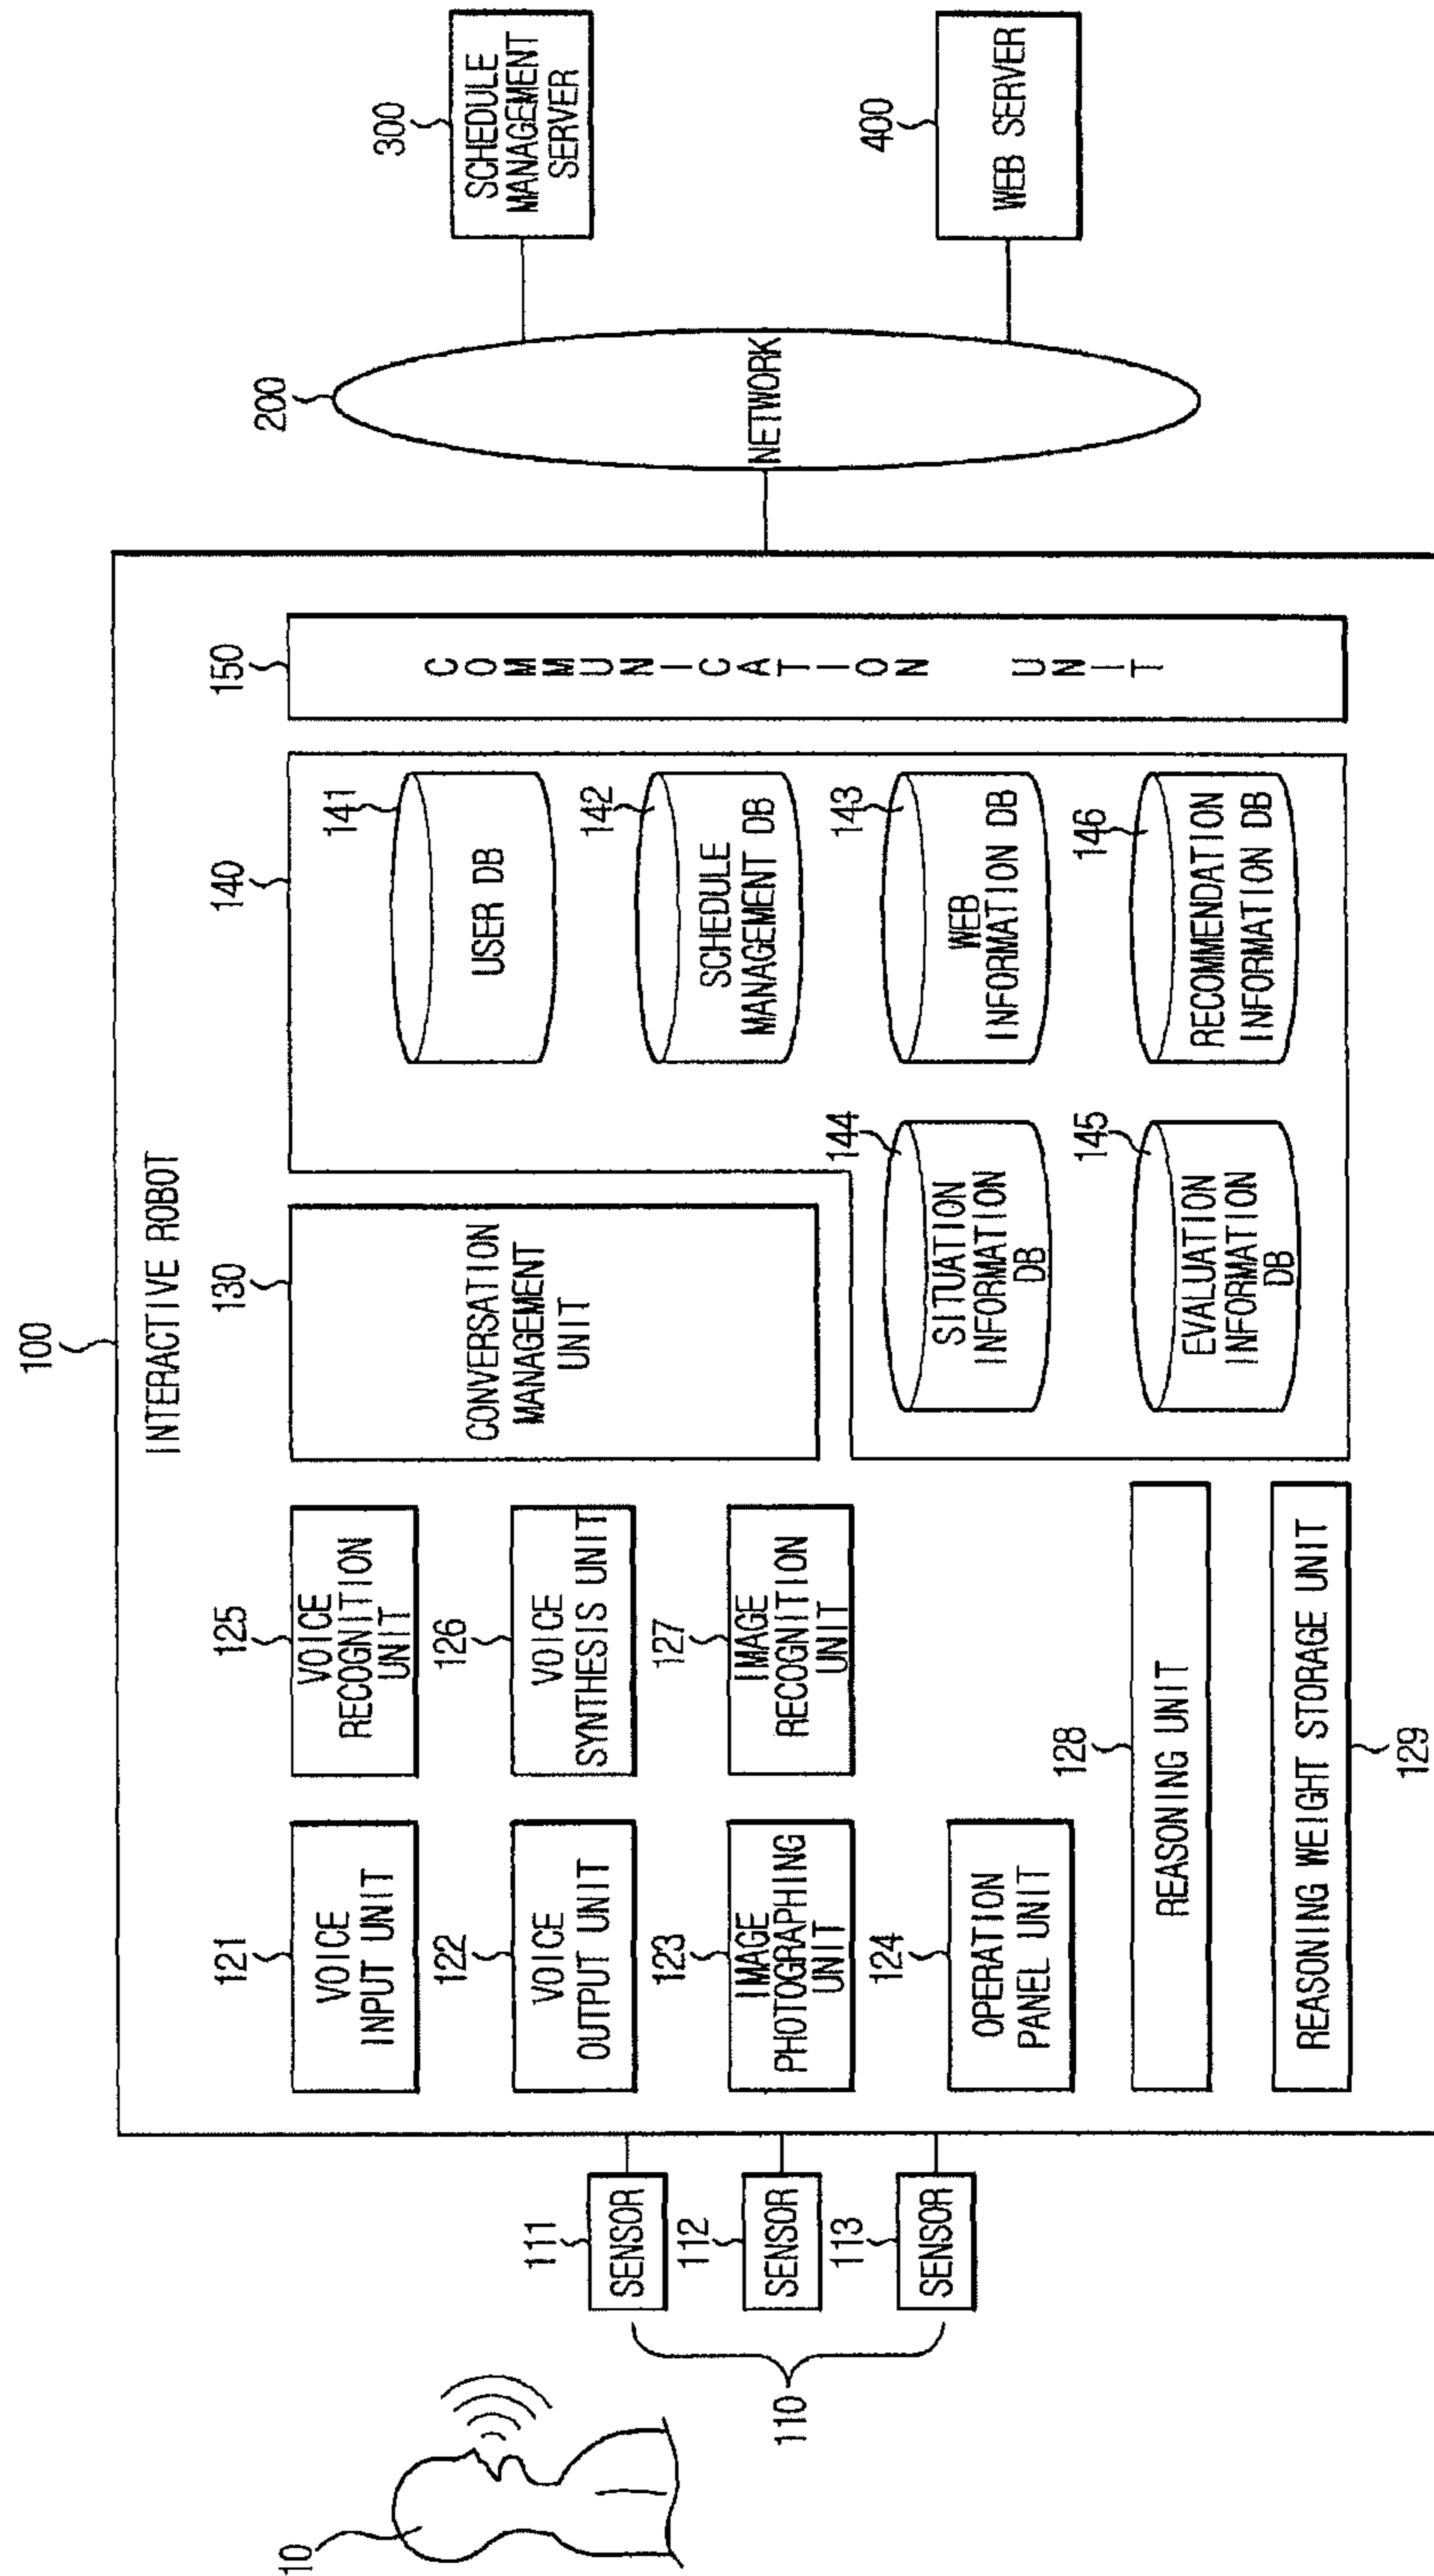 100
INTERACTIVE ROBOT
10
110
111
SENSOR
112
SENSOR
113
SENSOR
121
VOICE
INPUT UNIT
122
VOICE
OUTPUT UNIT
123
IMAGE
PHOTOGRAPHING
UNIT
124
OPERATION
PANEL UNIT
125
VOICE
RECOGNITION
UNIT
126
VOICE
SYNTHESIS UNIT
127
IMAGE
RECOGNITION
UNIT
128
REASONING UNIT
REASONING WEIGHT STORAGE UNIT
129
130
CONVERSATION
MANAGEMENT
UNIT
140
141
USER DB
142
SCHEDULE
MANAGEMENT DB
143
WEB
INFORMATION DB
144
SITUATION
INFORMATION
DB
145
EVALUATION
INFORMATION
DB
146
RECOMMENDATION
INFORMATION DB
150
COMMUNICATION UNIT
200
NETWORK
300
SCHEDULE
MANAGEMENT
SERVER
400
WEB SERVER